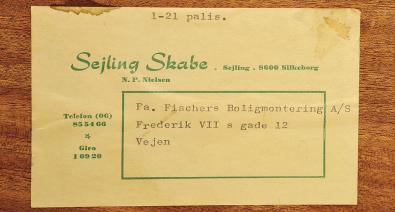 1-21 palis.
Sejling Skabe . Sejling . 8600 Silkeborg
N. P. Nielsen
Telefon (06)
85 54 66
Giro
1 09 20
Fa. Fischers Boligmontering A/S
Frederik VII s gade 12
Vejen